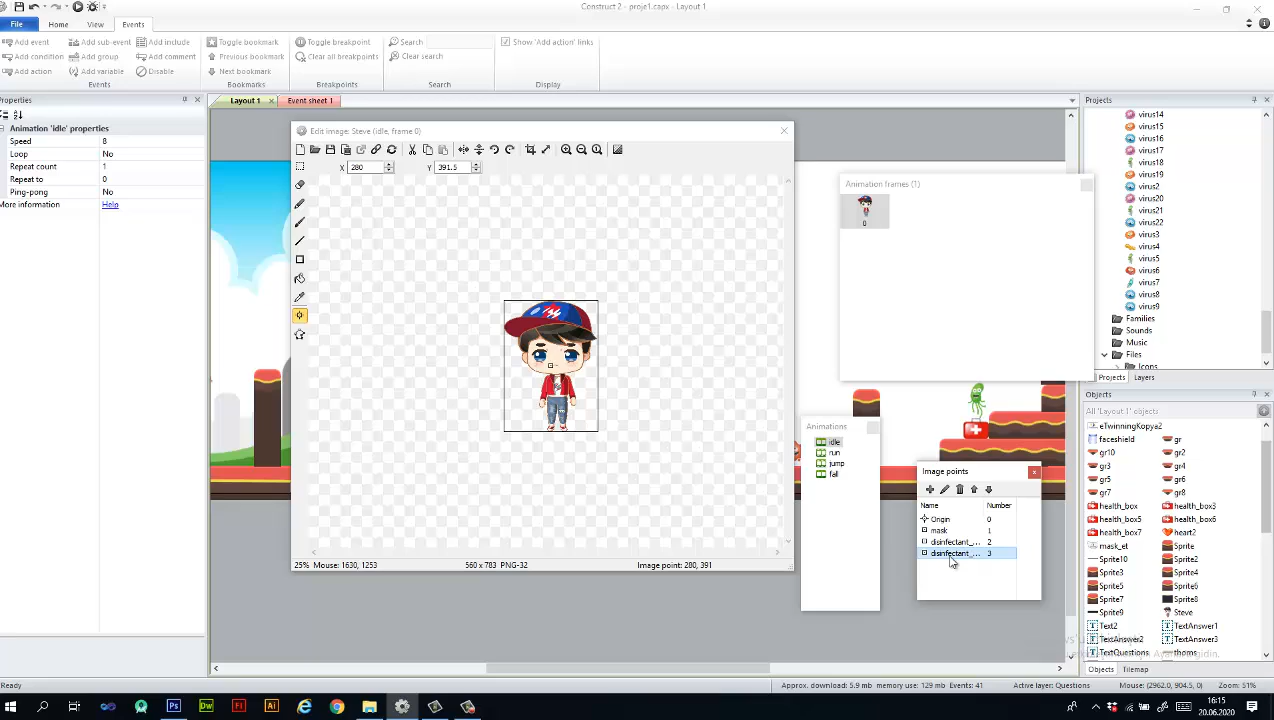 Construct 2 - proje1.capx - Layout 1
File Home View Events
Add event Add sub-event Add include Toggle bookmark Toggle breakpoint Search Show 'Add action' links
Add condition Add group Add comment Previous bookmark Clear all breakpoints Clear search
Add action Add variable Disable Next bookmark
Events Bookmarks Breakpoints Search Display
Properties
Animation 'idle' properties
Speed 8
Loop No
Repeat count 1
Repeat to 0
Ping-pong No
More information Help
Layout 1 Event sheet 1
Edit image: Steve (idle, frame 0)
X 280 Y 391.5
25% Mouse: 1630, 1253 560 x 783 PNG-32 Image point: 280, 391
Animation frames (1)
0
Animations
idle
run
jump
fall
Image points
Name Number
Origin 0
mask 1
disinfectant_... 2
disinfectant_... 3
Projects
virus14
virus15
virus16
virus17
virus18
virus19
virus2
virus20
virus21
virus22
virus3
virus4
virus5
virus6
virus7
virus8
virus9
Families
Sounds
Music
Files
Icons
Projects Layers
Objects
All 'Layout 1' objects
eTwinningKopya2
faceshield gr
gr10 gr2
gr3 gr4
gr5 gr6
gr7 gr8
health_box health_box3
health_box5 health_box6
health_box7 heart2
mask_et Sprite
Sprite10 Sprite2
Sprite3 Sprite4
Sprite5 Sprite6
Sprite7 Sprite8
Sprite9 Steve
Text2 TextAnswer1
TextAnswer2 TextAnswer3
TextQuestions thorns
Objects Tilemap
Ready Approx. download: 5.9 mb memory use: 129 mb Events: 41 Active layer: Questions Mouse: (2962.0, 904.5, 0) Zoom: 51%
16:15
20.06.2020